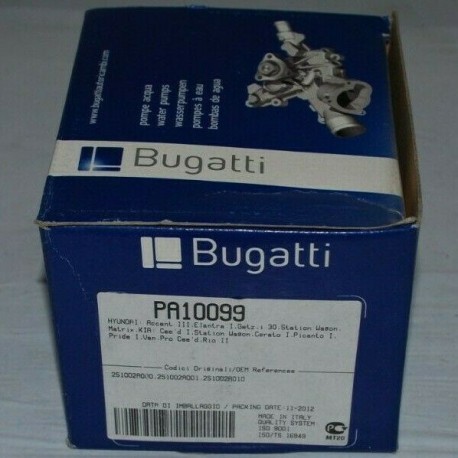 www.bugattiautoricambi.com
pompe acqua
water pumps
wasserpumpen
pompes à eau
bombas de agua
Bugatti
Bugatti
PA10099
HYUNDAI: Accent III.Elantra I.Getz.i 30.Station Wagon.
Matrix.KIA: Cee'd I.Station Wagon.Cerato I.Picanto I.
Pride I.Van.Pro Cee'd.Rio II
Codici Originali/OEM References
251002A000.251002A001.251002A010
DATA DI IMBALLAGGIO / PACKING DATE:11-2012
MADE IN ITALY
QUALITY SYSTEM
ISO 9001
ISO/TS 16949
MT20